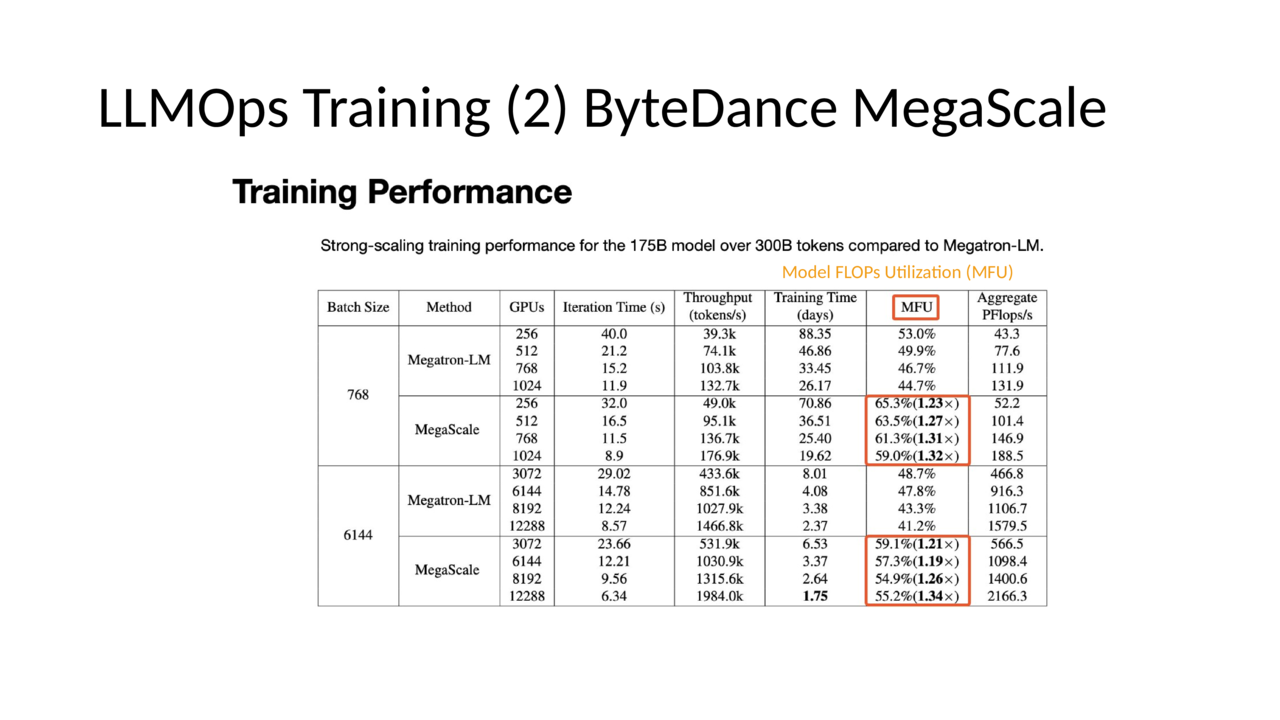 LLMOps Training (2) ByteDance MegaScale
Training Performance
Strong-scaling training performance for the 175B model over 300B tokens compared to Megatron-LM.
Model FLOPs Utilization (MFU)
Batch Size Method GPUs Iteration Time (s) Throughput (tokens/s) Training Time (days) MFU Aggregate PFlops/s
768 Megatron-LM 256 40.0 39.3k 88.35 53.0% 43.3
512 21.2 74.1k 46.86 49.9% 77.6
768 15.2 103.8k 33.45 46.7% 111.9
1024 11.9 132.7k 26.17 44.7% 131.9
MegaScale 256 32.0 49.0k 70.86 65.3%(1.23×) 52.2
512 16.5 95.1k 36.51 63.5%(1.27×) 101.4
768 11.5 136.7k 25.40 61.3%(1.31×) 146.9
1024 8.9 176.9k 19.62 59.0%(1.32×) 188.5
6144 Megatron-LM 3072 29.02 433.6k 8.01 48.7% 466.8
6144 14.78 851.6k 4.08 47.8% 916.3
8192 12.24 1027.9k 3.38 43.3% 1106.7
12288 8.57 1466.8k 2.37 41.2% 1579.5
MegaScale 3072 23.66 531.9k 6.53 59.1%(1.21×) 566.5
6144 12.21 1030.9k 3.37 57.3%(1.19×) 1098.4
8192 9.56 1315.6k 2.64 54.9%(1.26×) 1400.6
12288 6.34 1984.0k 1.75 55.2%(1.34×) 2166.3